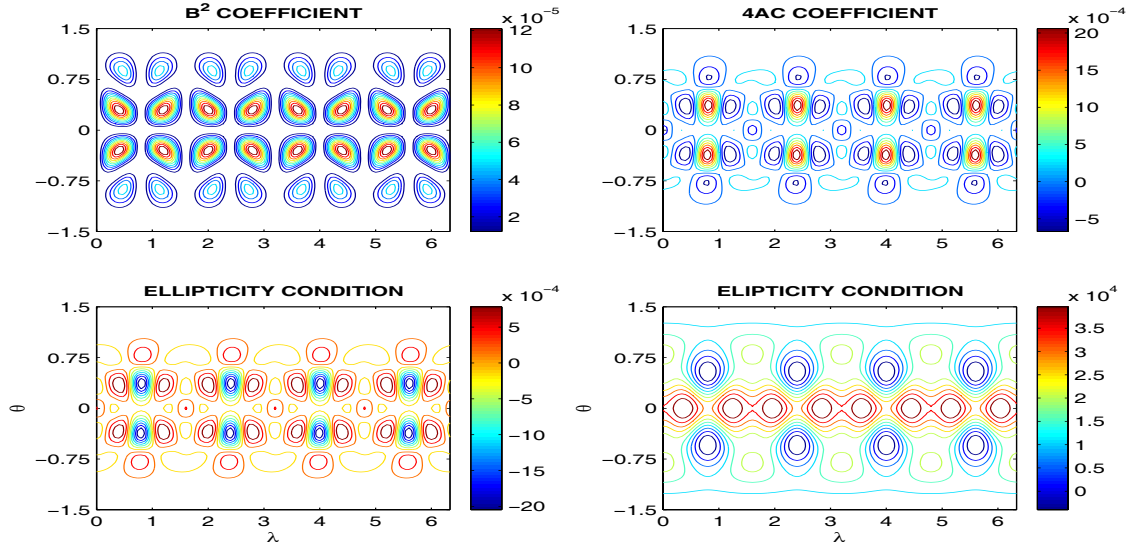 B² COEFFICIENT
x 10⁻⁵
1.5
0.75
0
−0.75
−1.5
0 1 2 3 4 5 6
12
10
8
6
4
2
4AC COEFFICIENT
x 10⁻⁴
1.5
0.75
0
−0.75
−1.5
0 1 2 3 4 5 6
20
15
10
5
0
−5
ELLIPTICITY CONDITION
x 10⁻⁴
θ
1.5
0.75
0
−0.75
−1.5
0 1 2 3 4 5 6
λ
5
0
−5
−10
−15
−20
ELIPTICITY CONDITION
x 10⁴
θ
1.5
0.75
0
−0.75
−1.5
0 1 2 3 4 5 6
λ
3.5
3.0
2.5
2.0
1.5
1.0
0.5
0